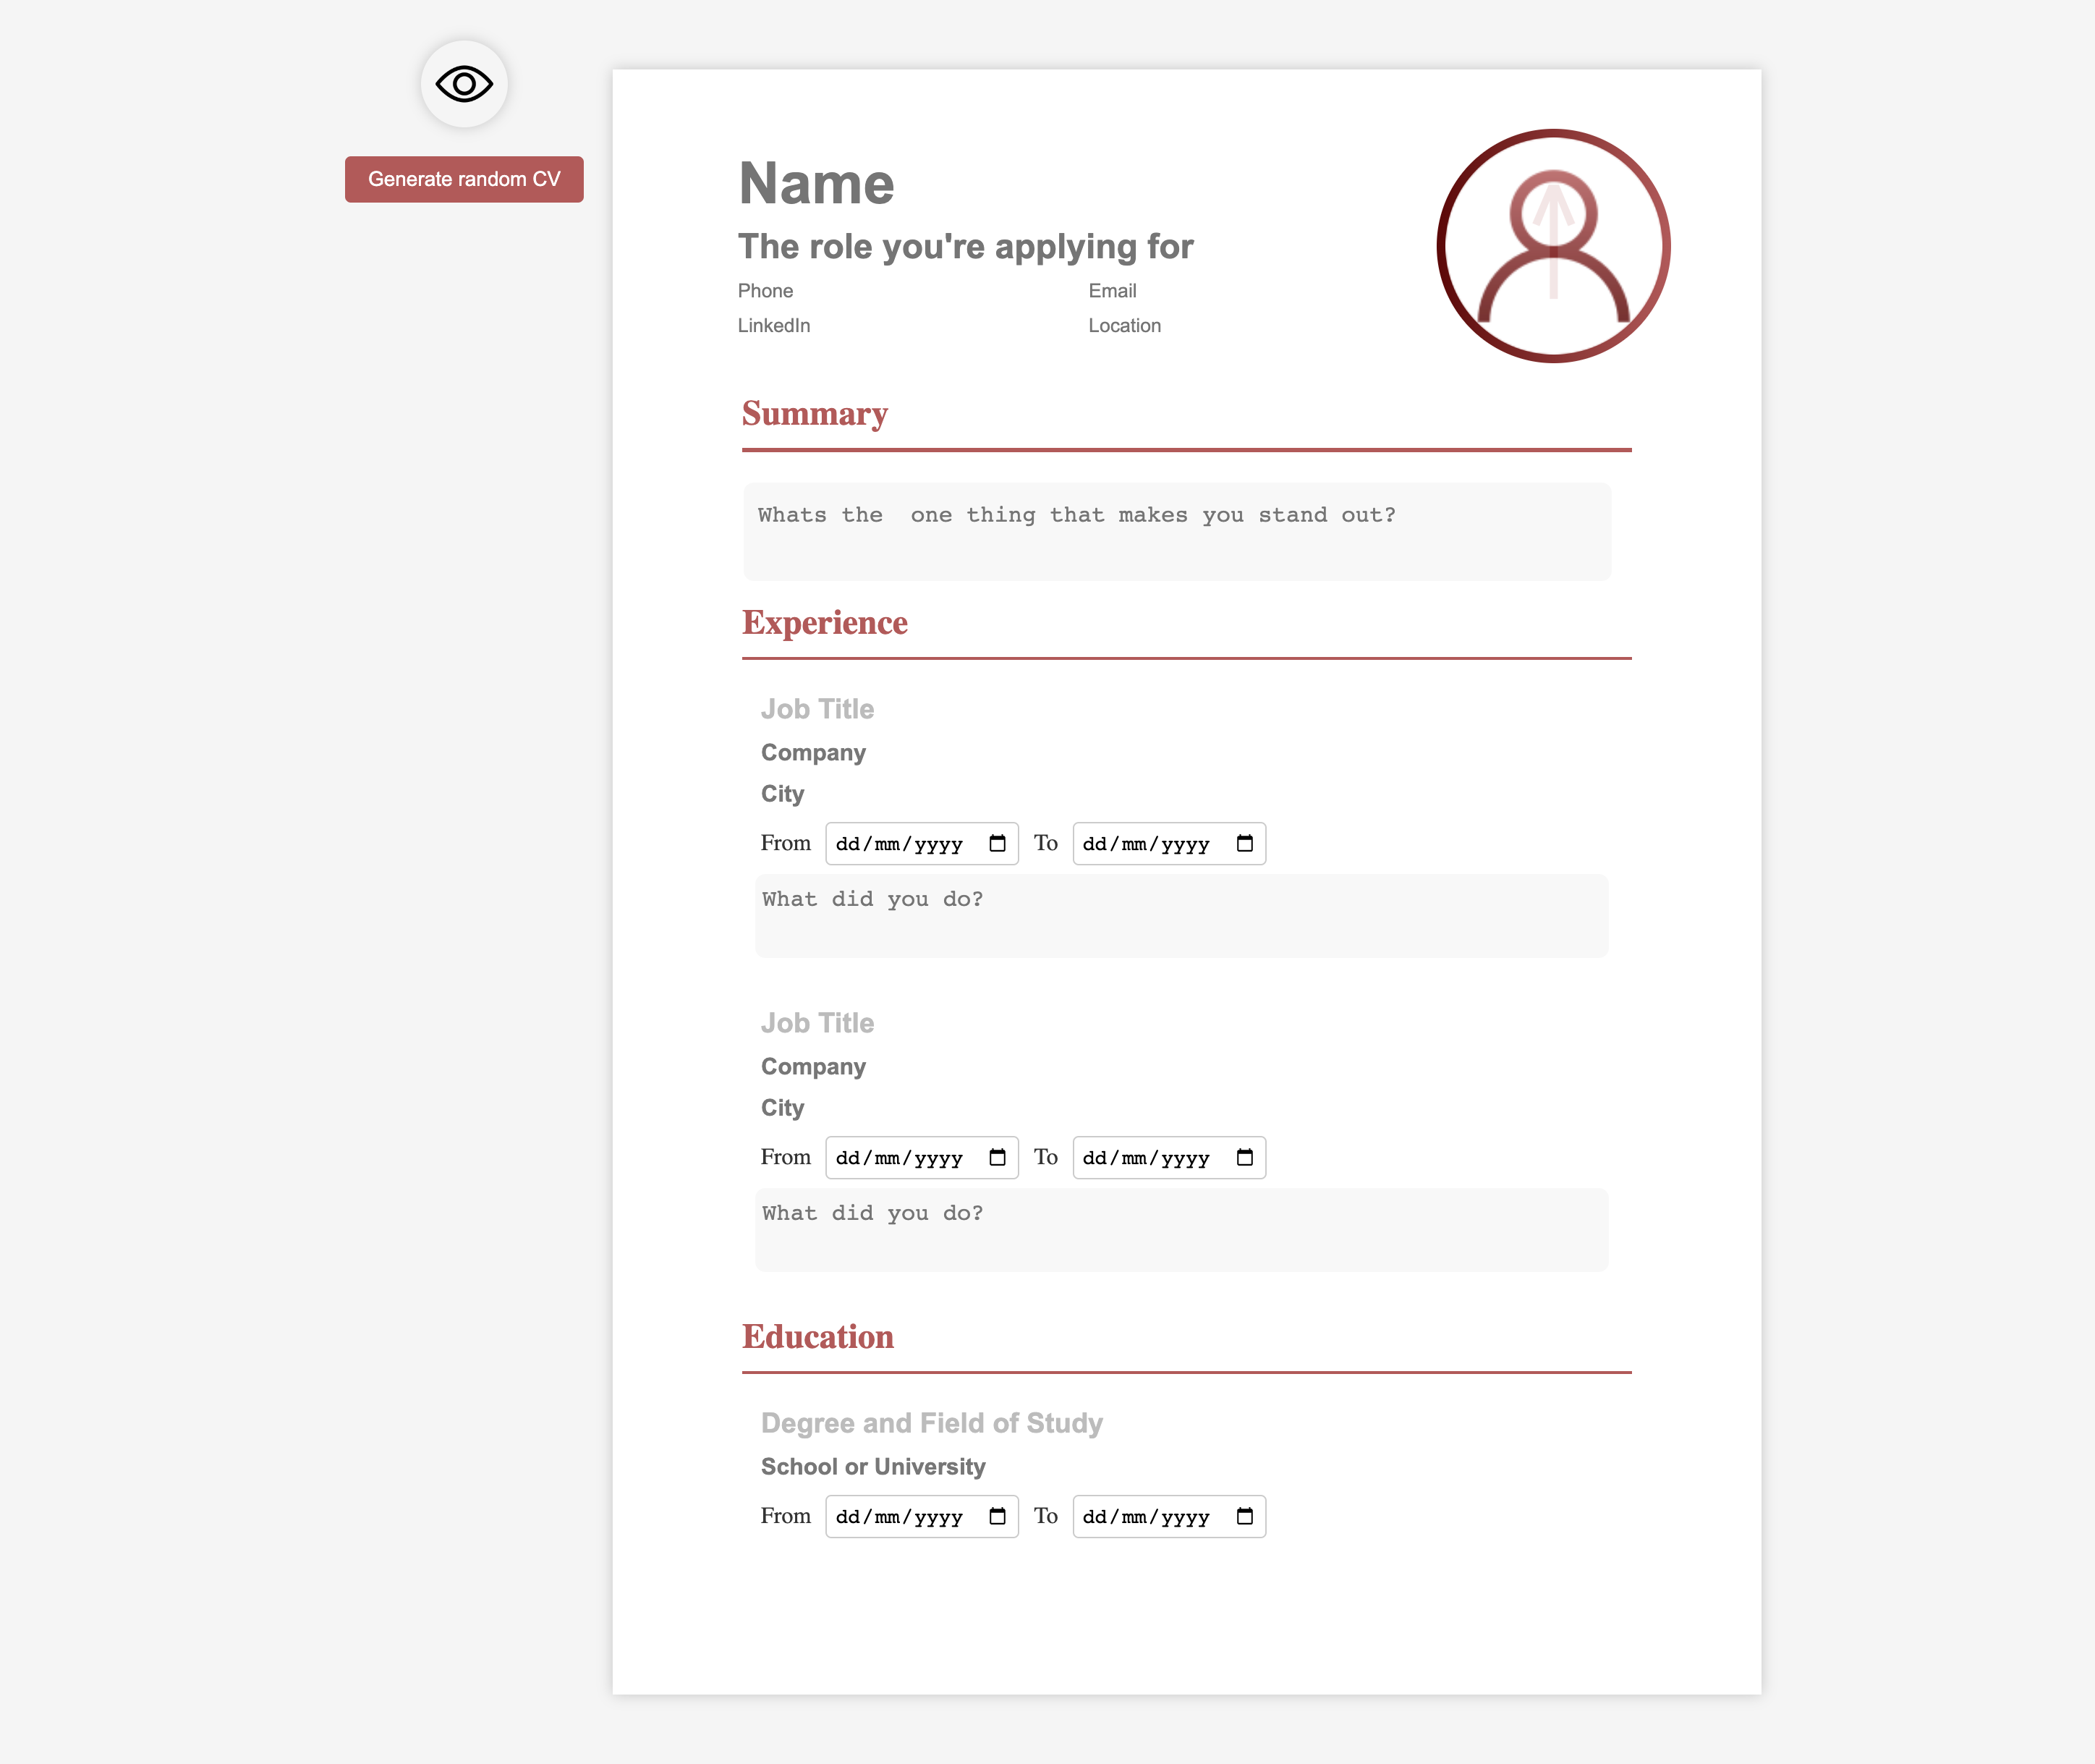 Generate random CV
Name
The role you're applying for
Phone Email
LinkedIn Location
Summary
Whats the  one thing that makes you stand out?
Experience
Job Title
Company
City
From dd/mm/yyyy To dd/mm/yyyy
What did you do?
Job Title
Company
City
From dd/mm/yyyy To dd/mm/yyyy
What did you do?
Education
Degree and Field of Study
School or University
From dd/mm/yyyy To dd/mm/yyyy